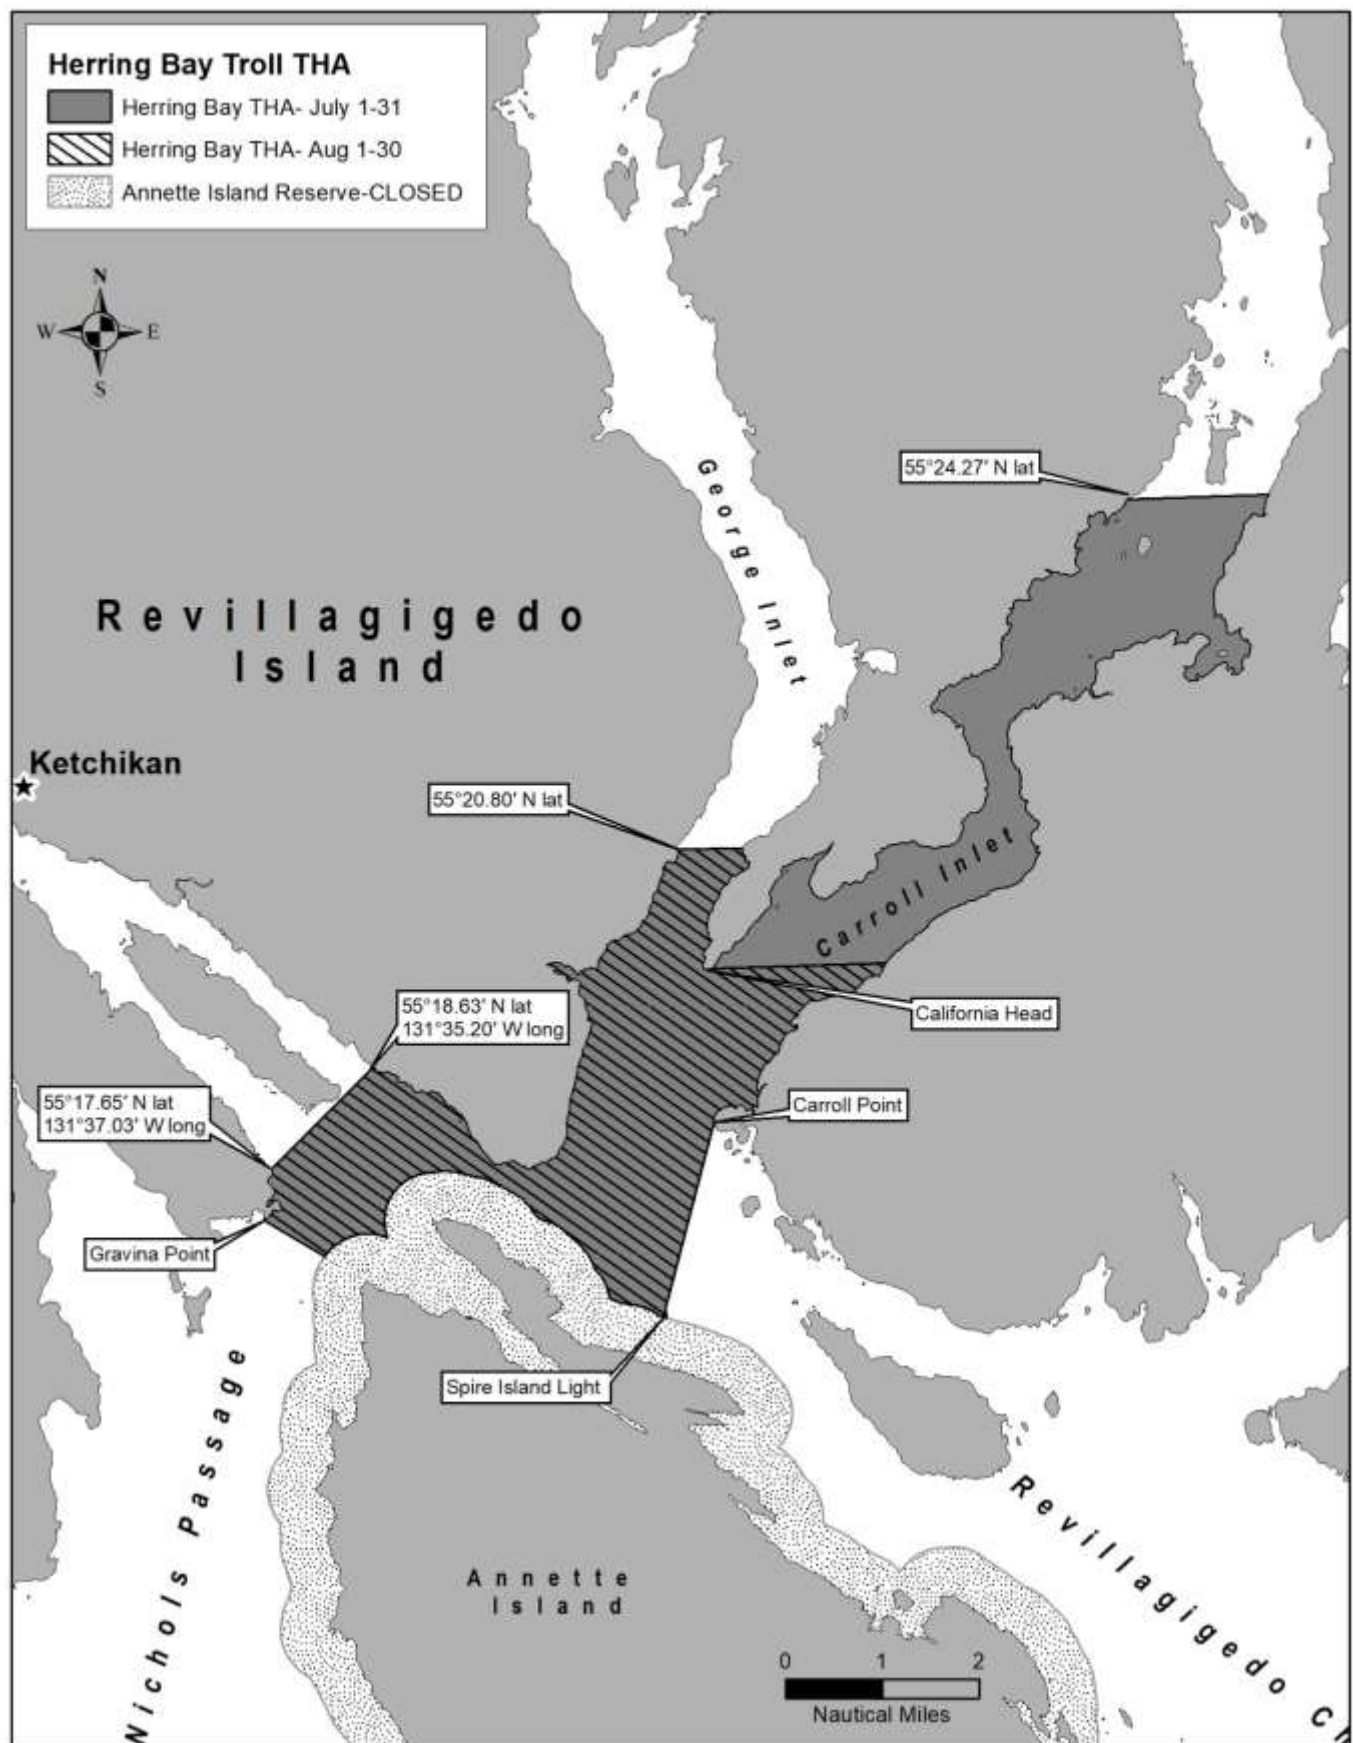 Herring Bay Troll THA
Herring Bay THA- July 1-31
Herring Bay THA- Aug 1-30
Annette Island Reserve-CLOSED
N
W
E
S
George Inlet
55°24.27' N lat
Revillagigedo
Island
Ketchikan
55°20.80' N lat
Carroll Inlet
55°18.63' N lat
131°35.20' W long
California Head
55°17.65' N lat
131°37.03' W long
Carroll Point
Gravina Point
Spire Island Light
Nichols Passage
Annette
Island
Revillagigedo Ch
0 1 2
Nautical Miles